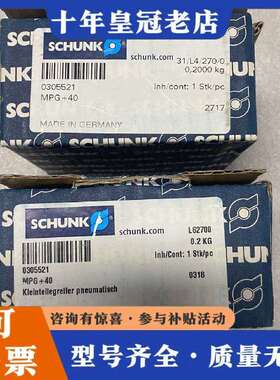 十年皇冠老店
SCHUNK
schunk.com
31/L4 270/0
0,2000 kg
0305521
MPG+40
Inh/cont: 1 Stk/pc
2717
MADE IN GERMANY
SCHUNK
schunk.com
LG2700
0.2 KG
Inh/Cont: 1 Stk/pc
0305521
MPG+40
0316
Kleinteilegreifer pneumatisch
咨询有惊喜·参与补贴活动
票
型号齐全·质量保证